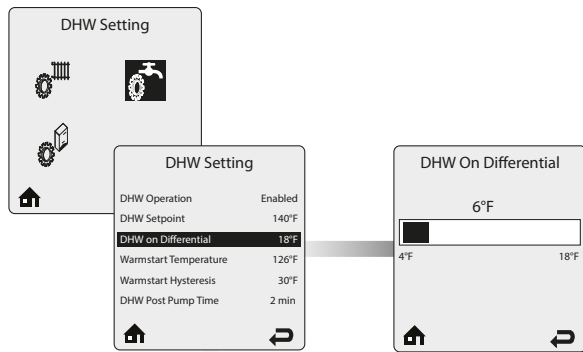 DHW Setting
DHW Setting
DHW Operation Enabled
DHW Setpoint 140°F
DHW on Differential 18°F
Warmstart Temperature 126°F
Warmstart Hysteresis 30°F
DHW Post Pump Time 2 min
DHW On Differential
6°F
4°F 18°F